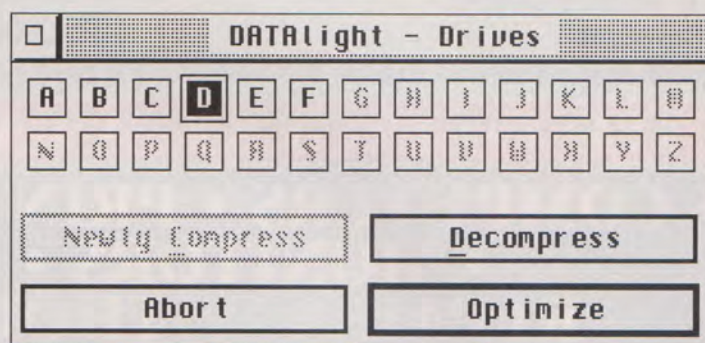 DATAlight - Drives
A B C D E F G H I J K L M
N O P Q R S T U V W X Y Z
Newly Compress Decompress
Abort Optimize